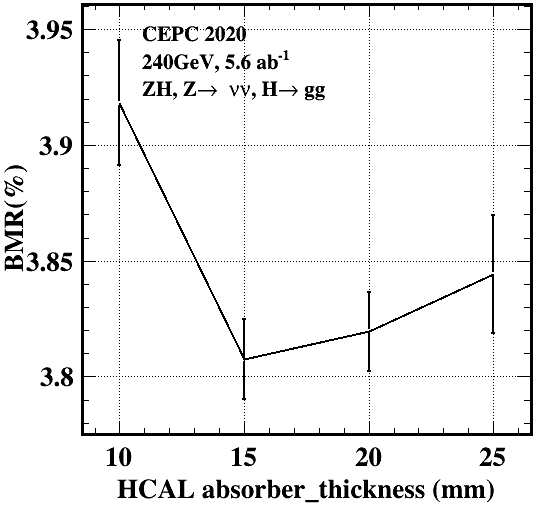 CEPC 2020
240GeV, 5.6 ab⁻¹
ZH, Z→ νν, H→ gg
BMR(%)
3.95
3.9
3.85
3.8
10 15 20 25
HCAL absorber_thickness (mm)